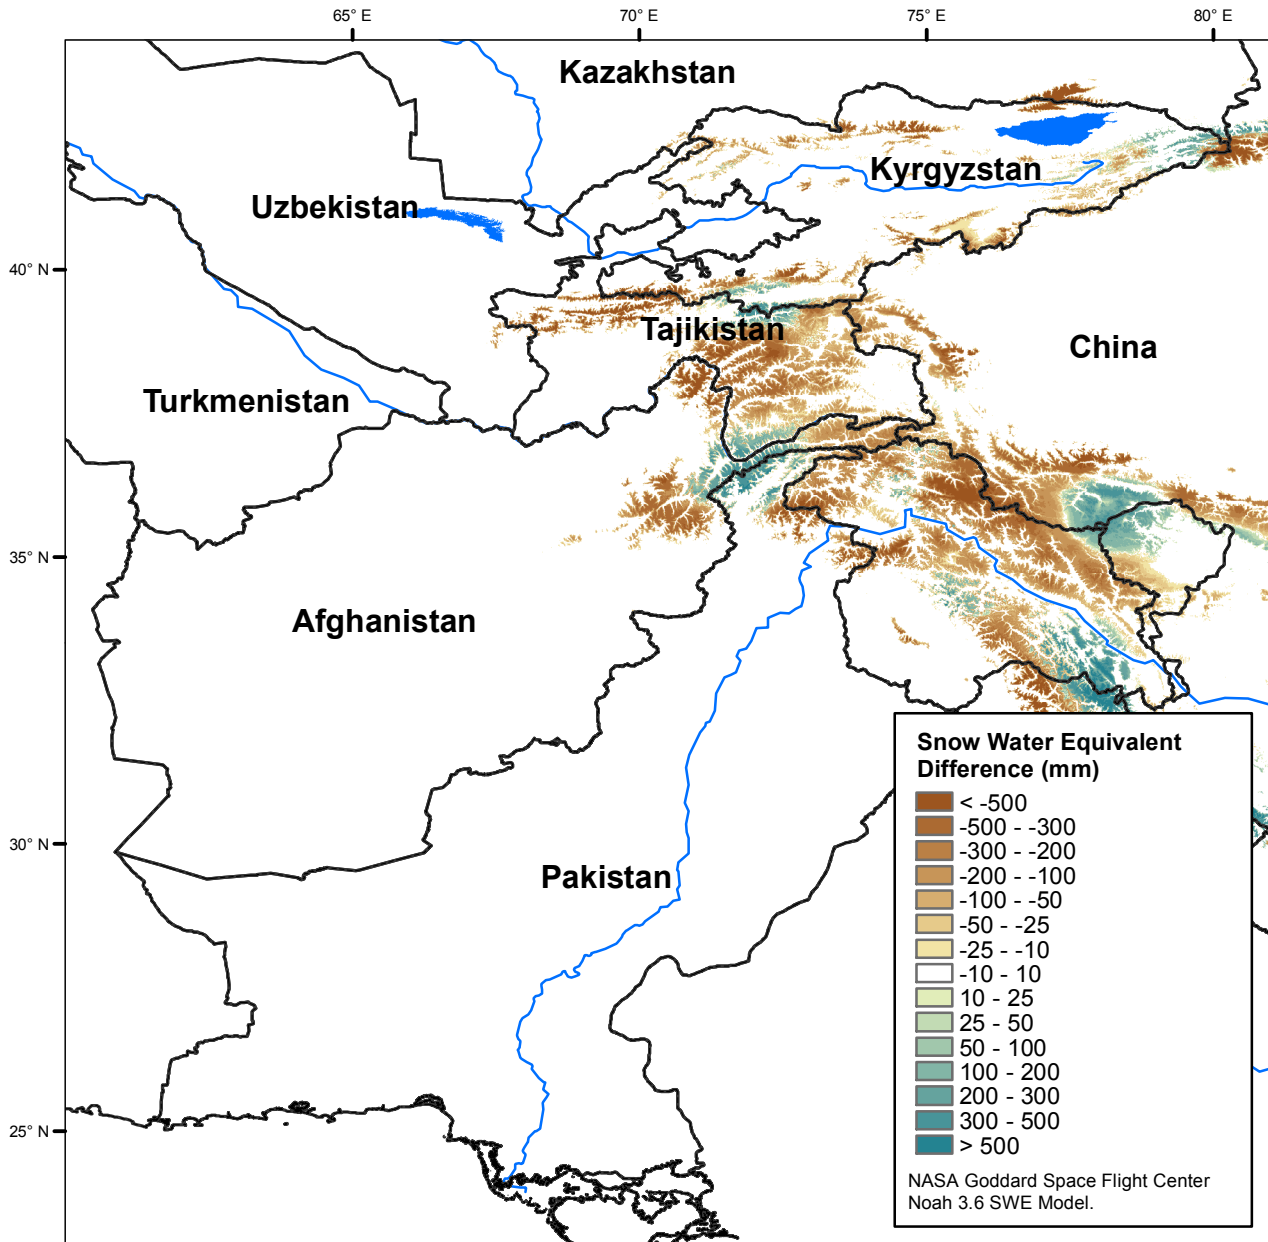 65° E
70° E
75° E
80° E
Kazakhstan
Kyrgyzstan
Uzbekistan
40° N
Tajikistan
China
Turkmenistan
35° N
Afghanistan
Snow Water Equivalent
Difference (mm)
< -500
-500 - -300
-300 - -200
-200 - -100
-100 - -50
-50 - -25
-25 - -10
-10 - 10
10 - 25
25 - 50
50 - 100
100 - 200
200 - 300
300 - 500
> 500
NASA Goddard Space Flight Center
Noah 3.6 SWE Model.
30° N
Pakistan
25° N